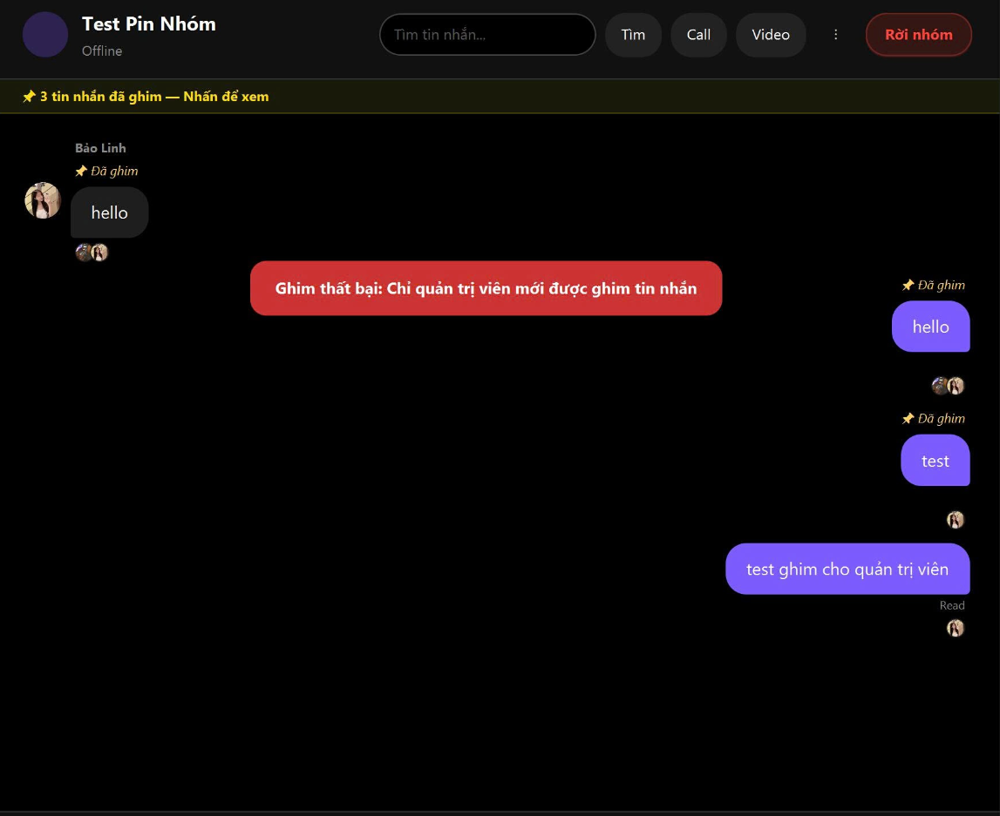 Test Pin Nhóm
Offline
Tìm tin nhắn...
Tìm
Call
Video
Rời nhóm
3 tin nhắn đã ghim — Nhấn để xem
Bảo Linh
Đã ghim
hello
Ghim thất bại: Chỉ quản trị viên mới được ghim tin nhắn
Đã ghim
hello
Đã ghim
test
test ghim cho quản trị viên
Read